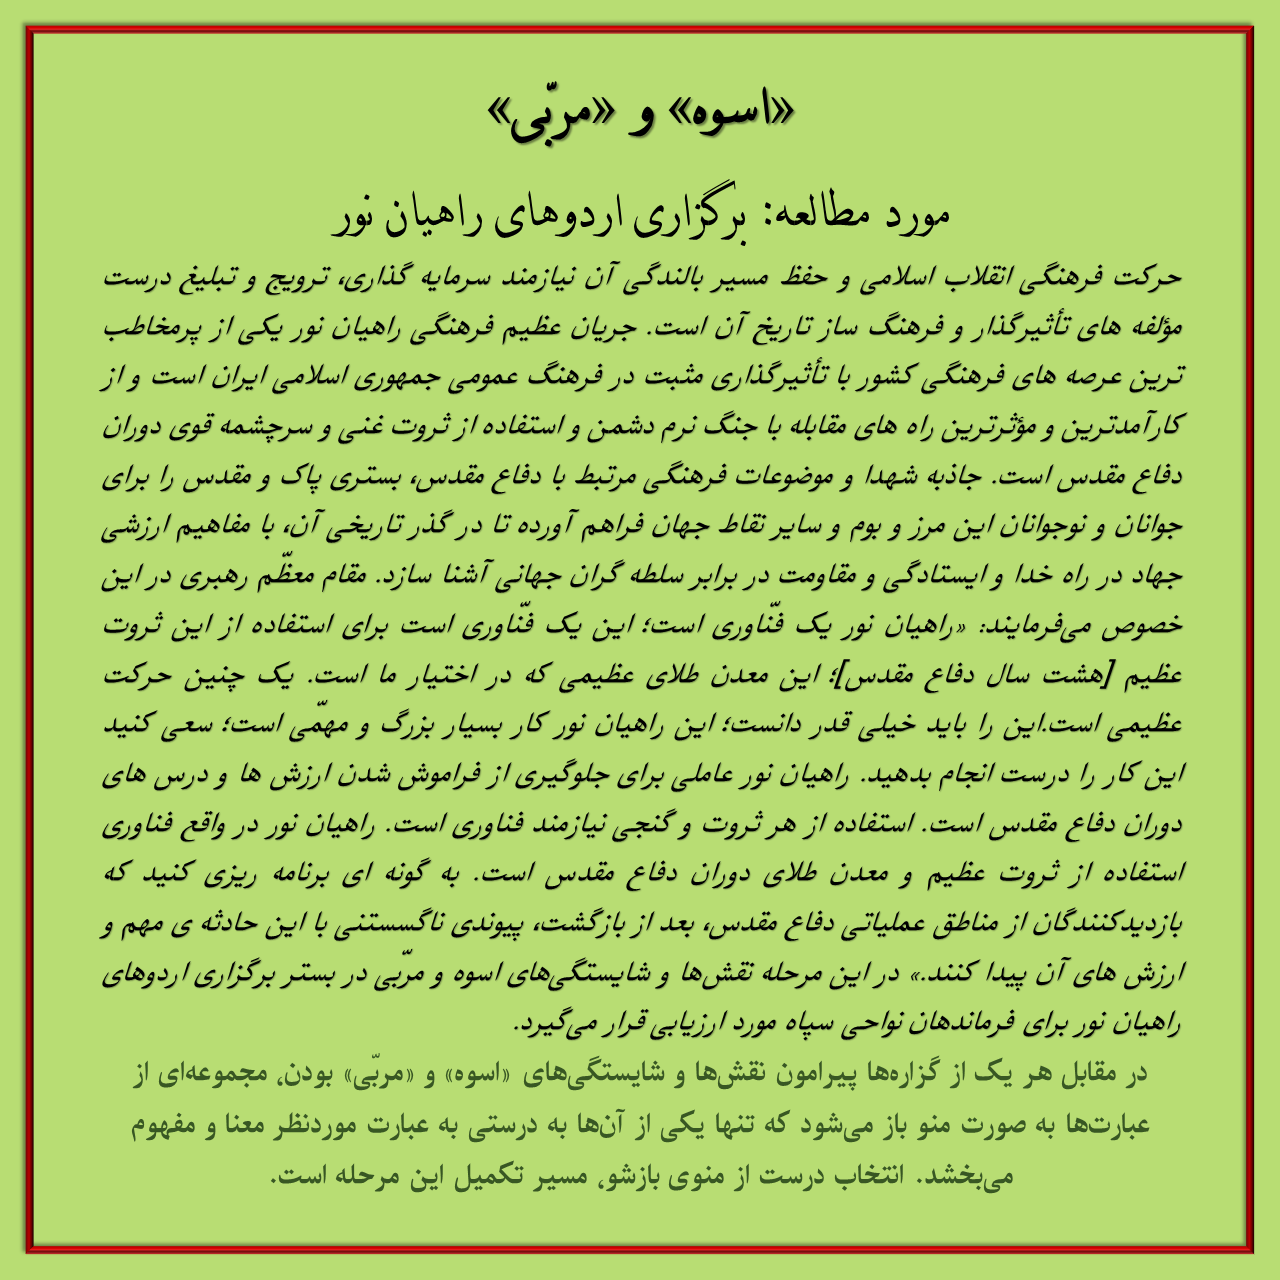 «اسوه» و «مربّی»
مورد مطالعه: برگزاری اردوهای راهیان نور
حرکت فرهنگی انقلاب اسلامی و حفظ مسیر بالندگی آن نیازمند سرمایه گذاری، ترویج و تبلیغ درست
مؤلفه های تأثیرگذار و فرهنگ ساز تاریخ آن است. جریان عظیم فرهنگی راهیان نور یکی از پرمخاطب
ترین عرصه های فرهنگی کشور با تأثیرگذاری مثبت در فرهنگ عمومی جمهوری اسلامی ایران است و از
کارآمدترین و مؤثرترین راه های مقابله با جنگ نرم دشمن و استفاده از ثروت غنی و سرچشمه قوی دوران
دفاع مقدس است. جاذبه شهدا و موضوعات فرهنگی مرتبط با دفاع مقدس، بستری پاک و مقدس را برای
جوانان و نوجوانان این مرز و بوم و سایر نقاط جهان فراهم آورده تا در گذر تاریخی آن، با مفاهیم ارزشی
جهاد در راه خدا و ایستادگی و مقاومت در برابر سلطه گران جهانی آشنا سازد. مقام معظّم رهبری در این
خصوص می‌فرمایند: «راهیان نور یک فنّاوری است؛ این یک فنّاوری است برای استفاده از این ثروت
عظیم [هشت سال دفاع مقدس]؛ این معدن طلای عظیمی که در اختیار ما است. یک چنین حرکت
عظیمی است.این را باید خیلی قدر دانست؛ این راهیان نور کار بسیار بزرگ و مهمّی است؛ سعی کنید
این کار را درست انجام بدهید. راهیان نور عاملی برای جلوگیری از فراموش شدن ارزش ها و درس های
دوران دفاع مقدس است. استفاده از هر ثروت و گنجی نیازمند فناوری است. راهیان نور در واقع فناوری
استفاده از ثروت عظیم و معدن طلای دوران دفاع مقدس است. به گونه ای برنامه ریزی کنید که
بازدیدکنندگان از مناطق عملیاتی دفاع مقدس، بعد از بازگشت، پیوندی ناگسستنی با این حادثه ی مهم و
ارزش های آن پیدا کنند.» در این مرحله نقش‌ها و شایستگی‌های اسوه و مربّی در بستر برگزاری اردوهای
راهیان نور برای فرماندهان نواحی سپاه مورد ارزیابی قرار می‌گیرد.
در مقابل هر یک از گزاره‌ها پیرامون نقش‌ها و شایستگی‌های «اسوه» و «مربّی» بودن، مجموعه‌ای از
عبارت‌ها به صورت منو باز می‌شود که تنها یکی از آن‌ها به درستی به عبارت موردنظر معنا و مفهوم
می‌بخشد. انتخاب درست از منوی بازشو، مسیر تکمیل این مرحله است.